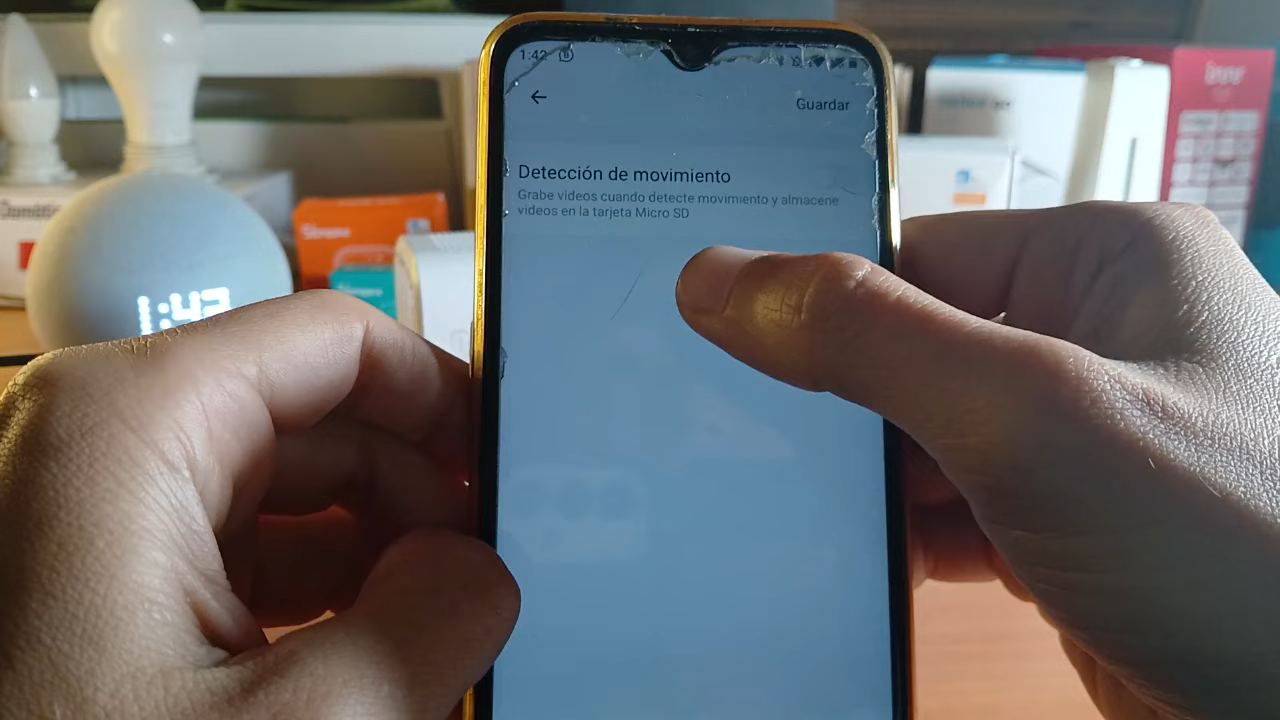 1:42
Guardar
Detección de movimiento
Grabe videos cuando detecte movimiento y almacene
videos en la tarjeta Micro SD
1:42